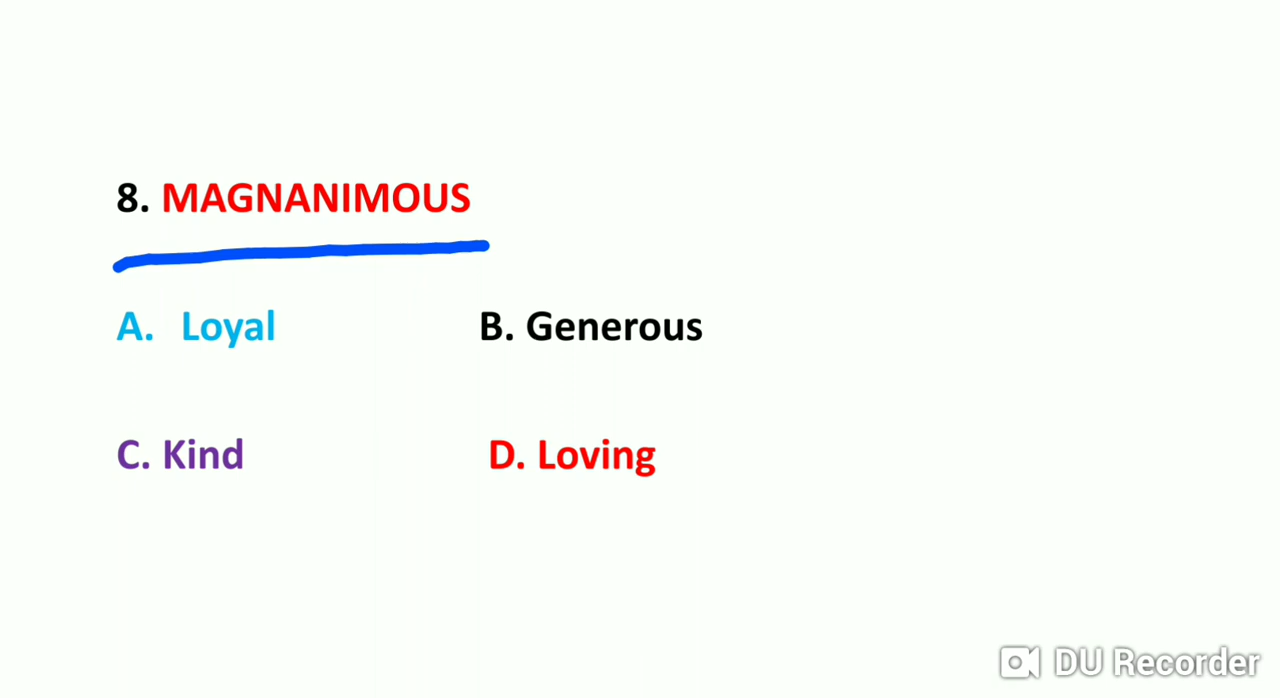 8. MAGNANIMOUS
A. Loyal B. Generous
C. Kind D. Loving
DU Recorder